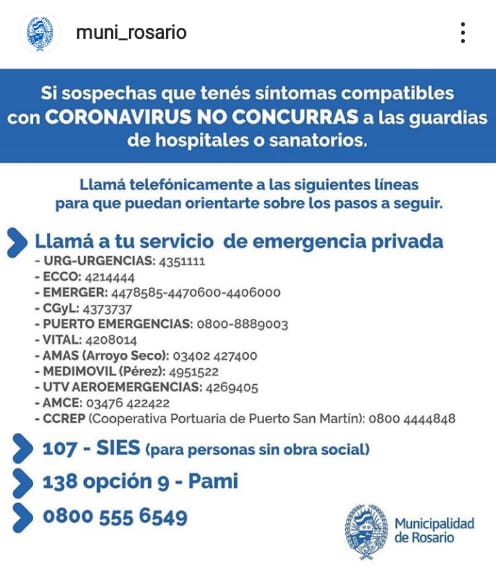 muni_rosario
Si sospechas que tenés síntomas compatibles
con CORONAVIRUS NO CONCURRAS a las guardias
de hospitales o sanatorios.
Llamá telefónicamente a las siguientes líneas
para que puedan orientarte sobre los pasos a seguir.
Llamá a tu servicio de emergencia privada
- URG-URGENCIAS: 4351111
- ECCO: 4214444
- EMERGER: 4478585-4470600-4406000
- CGyL: 4373737
- PUERTO EMERGENCIAS: 0800-8889003
- VITAL: 4208014
- AMAS (Arroyo Seco): 03402 427400
- MEDIMOVIL (Pérez): 4951522
- UTV AEROEMERGENCIAS: 4269405
- AMCE: 03476 422422
- CCREP (Cooperativa Portuaria de Puerto San Martín): 0800 4444848
107 - SIES (para personas sin obra social)
138 opción 9 - Pami
0800 555 6549
Municipalidad
de Rosario